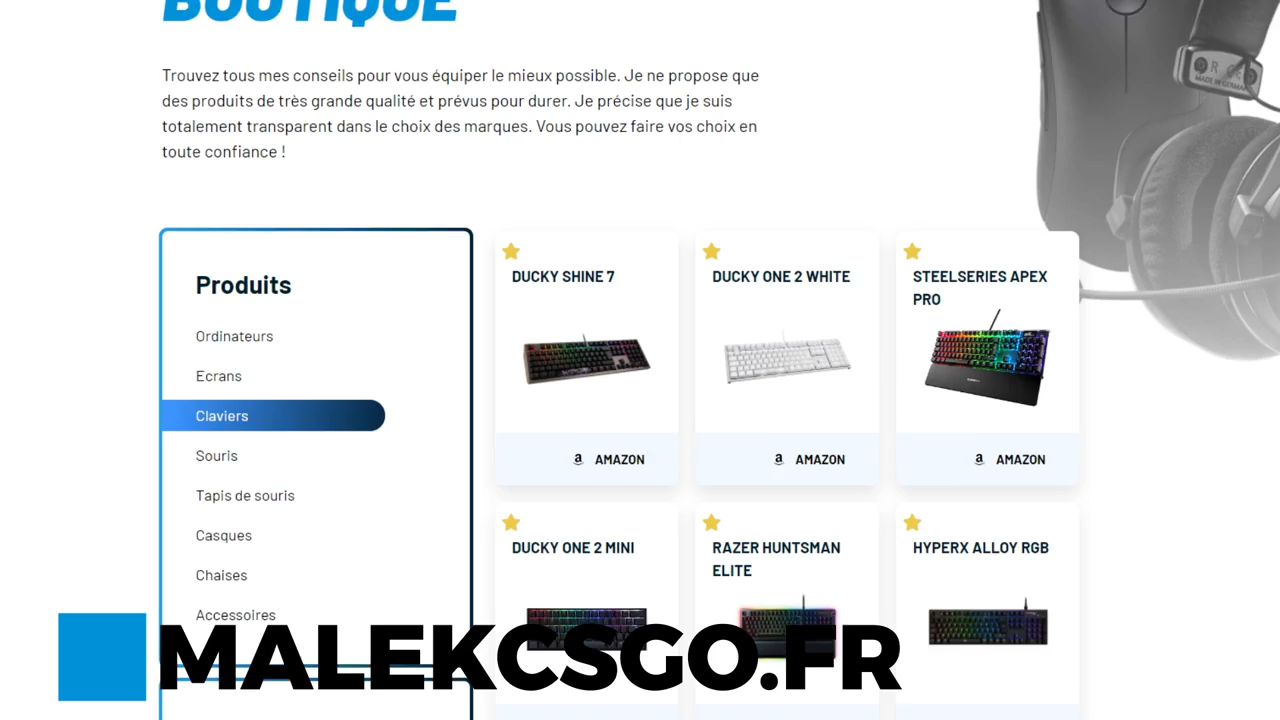 BOUTIQUE
Trouvez tous mes conseils pour vous équiper le mieux possible. Je ne propose que
des produits de très grande qualité et prévus pour durer. Je précise que je suis
totalement transparent dans le choix des marques. Vous pouvez faire vos choix en
toute confiance !
MADE IN GERMANY
Produits
Ordinateurs
Ecrans
Claviers
Souris
Tapis de souris
Casques
Chaises
Accessoires
DUCKY SHINE 7
AMAZON
DUCKY ONE 2 WHITE
AMAZON
STEELSERIES APEX
PRO
AMAZON
DUCKY ONE 2 MINI
RAZER HUNTSMAN
ELITE
HYPERX ALLOY RGB
MALEKCSGO.FR